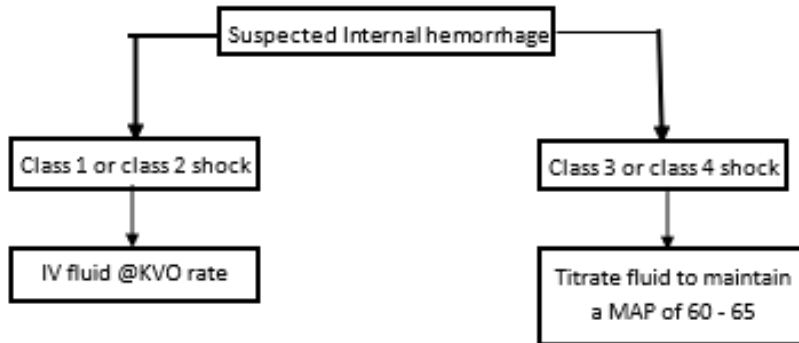 Suspected Internal hemorrhage
Class 1 or class 2 shock
Class 3 or class 4 shock
IV fluid @KVO rate
Titrate fluid to maintain
a MAP of 60 - 65